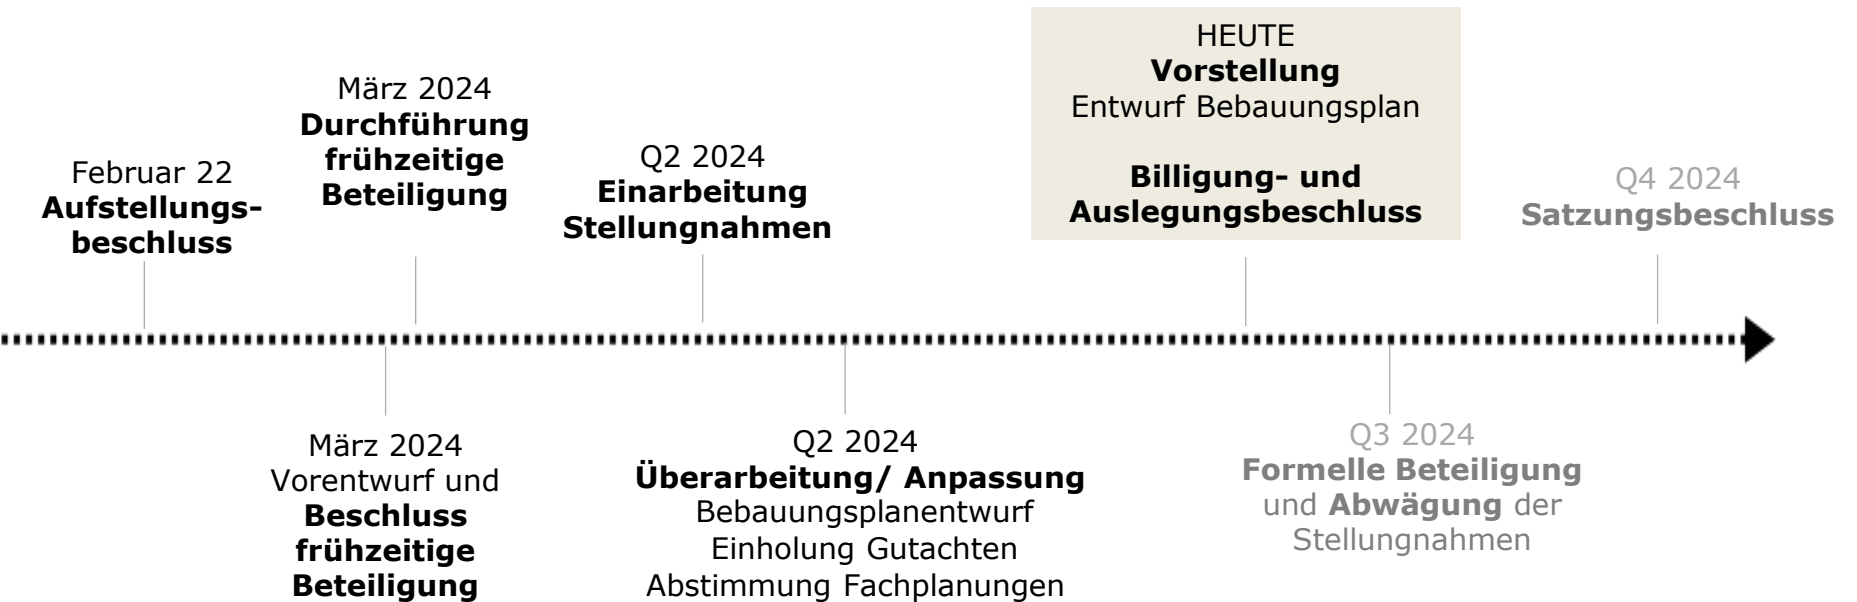 Februar 22
Aufstellungs-
beschluss
März 2024
Durchführung
frühzeitige
Beteiligung
Q2 2024
Einarbeitung
Stellungnahmen
HEUTE
Vorstellung
Entwurf Bebauungsplan
Billigung- und
Auslegungsbeschluss
Q4 2024
Satzungsbeschluss
März 2024
Vorentwurf und
Beschluss
frühzeitige
Beteiligung
Q2 2024
Überarbeitung/ Anpassung
Bebauungsplanentwurf
Einholung Gutachten
Abstimmung Fachplanungen
Q3 2024
Formelle Beteiligung
und Abwägung der
Stellungnahmen